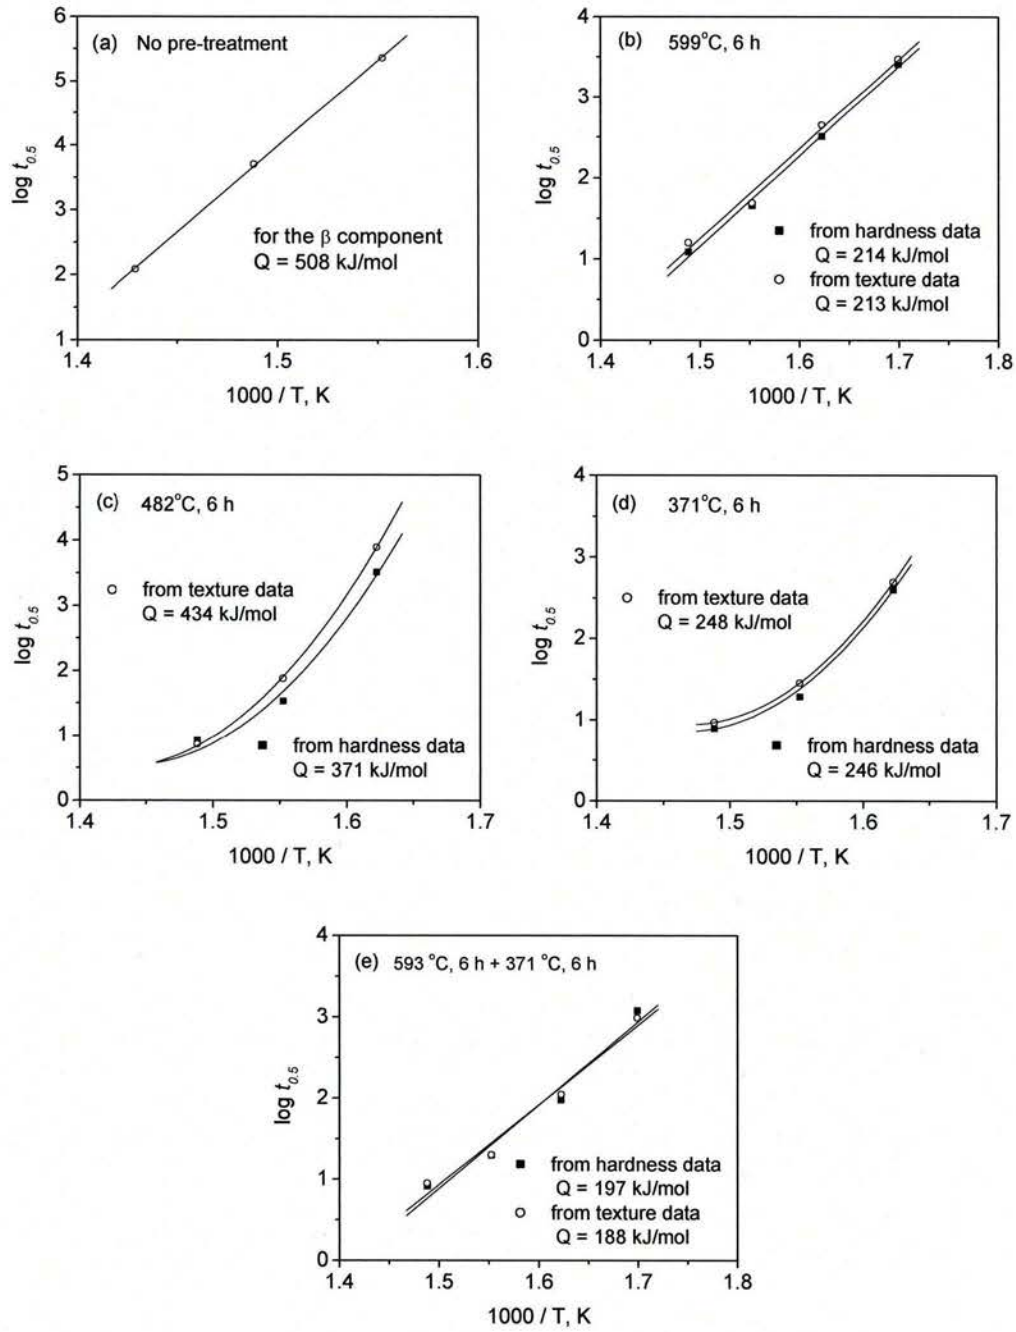 (a) No pre-treatment
6
5
4
3
2
1
log t0.5
for the β component
Q = 508 kJ/mol
1.4
1.5
1.6
1000 / T, K
(b) 599°C, 6 h
4
3
2
1
0
log t0.5
from hardness data
Q = 214 kJ/mol
from texture data
Q = 213 kJ/mol
1.4
1.5
1.6
1.7
1.8
1000 / T, K
(c) 482°C, 6 h
5
4
3
2
1
0
log t0.5
from texture data
Q = 434 kJ/mol
from hardness data
Q = 371 kJ/mol
1.4
1.5
1.6
1.7
1000 / T, K
(d) 371°C, 6 h
4
3
2
1
0
log t0.5
from texture data
Q = 248 kJ/mol
from hardness data
Q = 246 kJ/mol
1.4
1.5
1.6
1.7
1000 / T, K
(e) 593 °C, 6 h + 371 °C, 6 h
4
3
2
1
0
log t0.5
from hardness data
Q = 197 kJ/mol
from texture data
Q = 188 kJ/mol
1.4
1.5
1.6
1.7
1.8
1000 / T, K